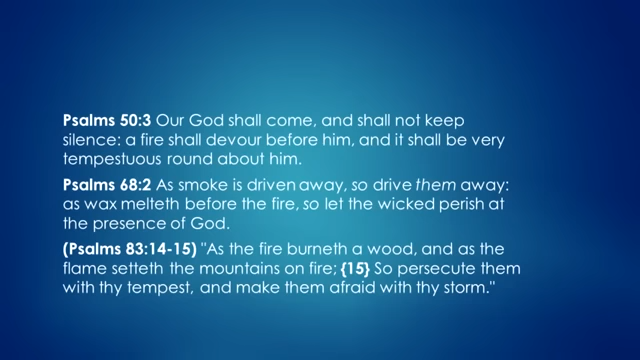 Psalms 50:3 Our God shall come, and shall not keep
silence: a fire shall devour before him, and it shall be very
tempestuous round about him.
Psalms 68:2 As smoke is driven away, so drive them away:
as wax melteth before the fire, so let the wicked perish at
the presence of God.
(Psalms 83:14-15) "As the fire burneth a wood, and as the
flame setteth the mountains on fire; {15} So persecute them
with thy tempest, and make them afraid with thy storm."